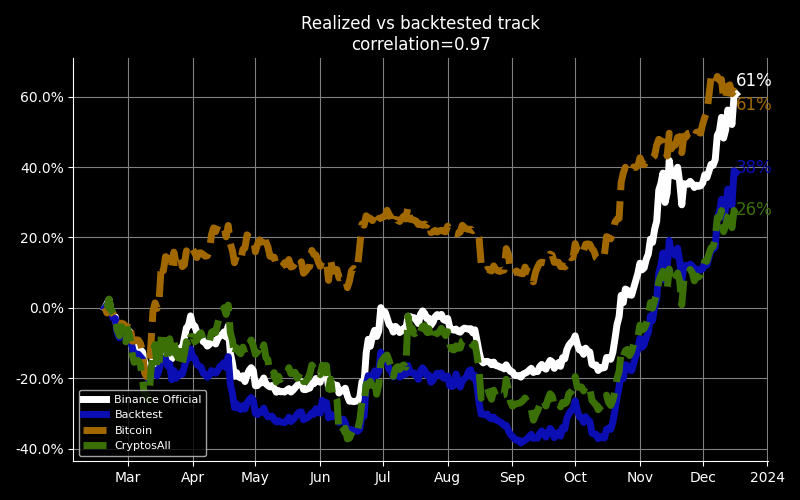 Realized vs backtested track
correlation=0.97
60.0%
40.0%
20.0%
0.0%
-20.0%
-40.0%
61%
61%
38%
26%
Binance Official
Backtest
Bitcoin
CryptosAll
Mar Apr May Jun Jul Aug Sep Oct Nov Dec 2024